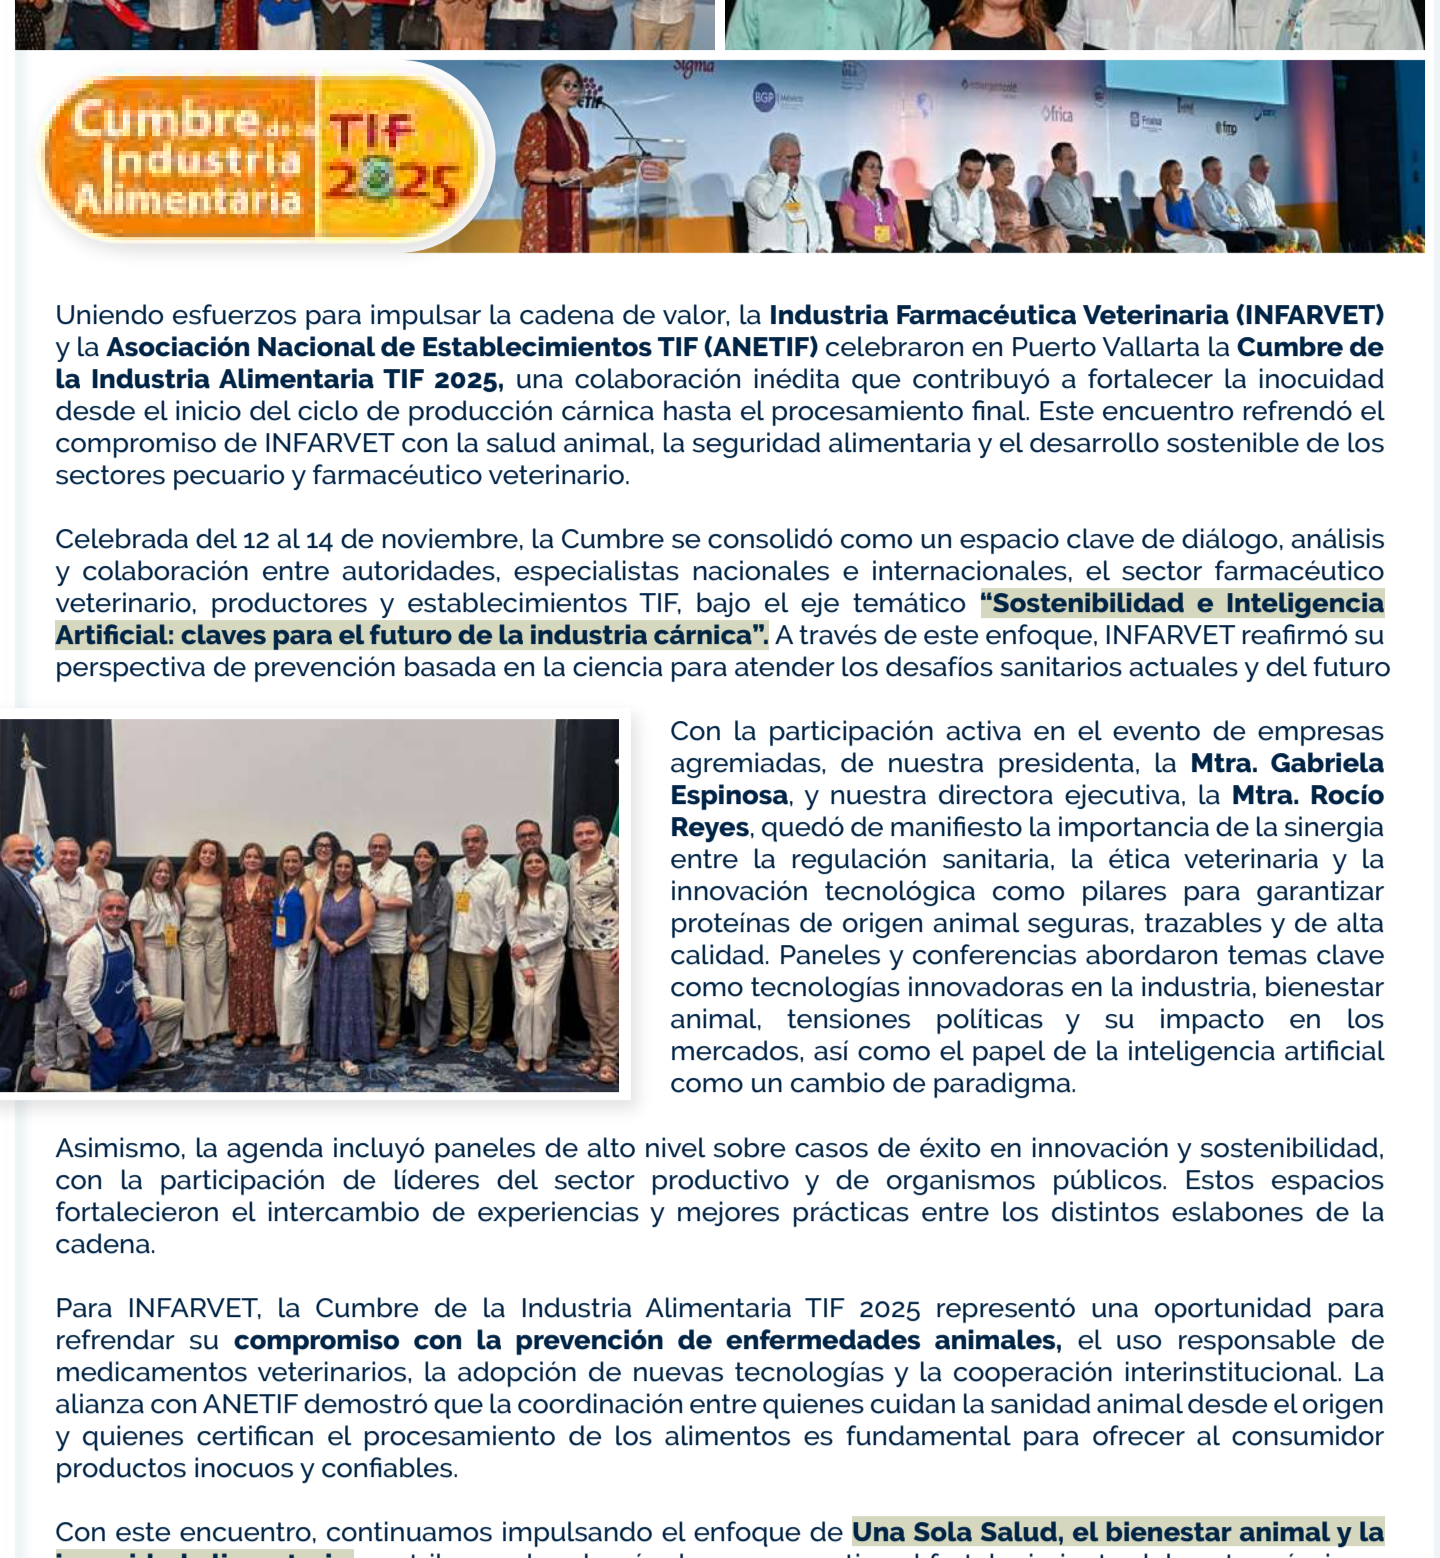 Sigma
BGP México
Africa
fmp
Cumbre de la
Industria
Alimentaria
TIF
2025
Uniendo esfuerzos para impulsar la cadena de valor, la Industria Farmacéutica Veterinaria (INFARVET)
y la Asociación Nacional de Establecimientos TIF (ANETIF) celebraron en Puerto Vallarta la Cumbre de
la Industria Alimentaria TIF 2025, una colaboración inédita que contribuyó a fortalecer la inocuidad
desde el inicio del ciclo de producción cárnica hasta el procesamiento final. Este encuentro refrendó el
compromiso de INFARVET con la salud animal, la seguridad alimentaria y el desarrollo sostenible de los
sectores pecuario y farmacéutico veterinario.
Celebrada del 12 al 14 de noviembre, la Cumbre se consolidó como un espacio clave de diálogo, análisis
y colaboración entre autoridades, especialistas nacionales e internacionales, el sector farmacéutico
veterinario, productores y establecimientos TIF, bajo el eje temático “Sostenibilidad e Inteligencia
Artificial: claves para el futuro de la industria cárnica”. A través de este enfoque, INFARVET reafirmó su
perspectiva de prevención basada en la ciencia para atender los desafíos sanitarios actuales y del futuro
Con la participación activa en el evento de empresas
agremiadas, de nuestra presidenta, la Mtra. Gabriela
Espinosa, y nuestra directora ejecutiva, la Mtra. Rocío
Reyes, quedó de manifiesto la importancia de la sinergia
entre la regulación sanitaria, la ética veterinaria y la
innovación tecnológica como pilares para garantizar
proteínas de origen animal seguras, trazables y de alta
calidad. Paneles y conferencias abordaron temas clave
como tecnologías innovadoras en la industria, bienestar
animal, tensiones políticas y su impacto en los
mercados, así como el papel de la inteligencia artificial
como un cambio de paradigma.
Asimismo, la agenda incluyó paneles de alto nivel sobre casos de éxito en innovación y sostenibilidad,
con la participación de líderes del sector productivo y de organismos públicos. Estos espacios
fortalecieron el intercambio de experiencias y mejores prácticas entre los distintos eslabones de la
cadena.
Para INFARVET, la Cumbre de la Industria Alimentaria TIF 2025 representó una oportunidad para
refrendar su compromiso con la prevención de enfermedades animales, el uso responsable de
medicamentos veterinarios, la adopción de nuevas tecnologías y la cooperación interinstitucional. La
alianza con ANETIF demostró que la coordinación entre quienes cuidan la sanidad animal desde el origen
y quienes certifican el procesamiento de los alimentos es fundamental para ofrecer al consumidor
productos inocuos y confiables.
Con este encuentro, continuamos impulsando el enfoque de Una Sola Salud, el bienestar animal y la